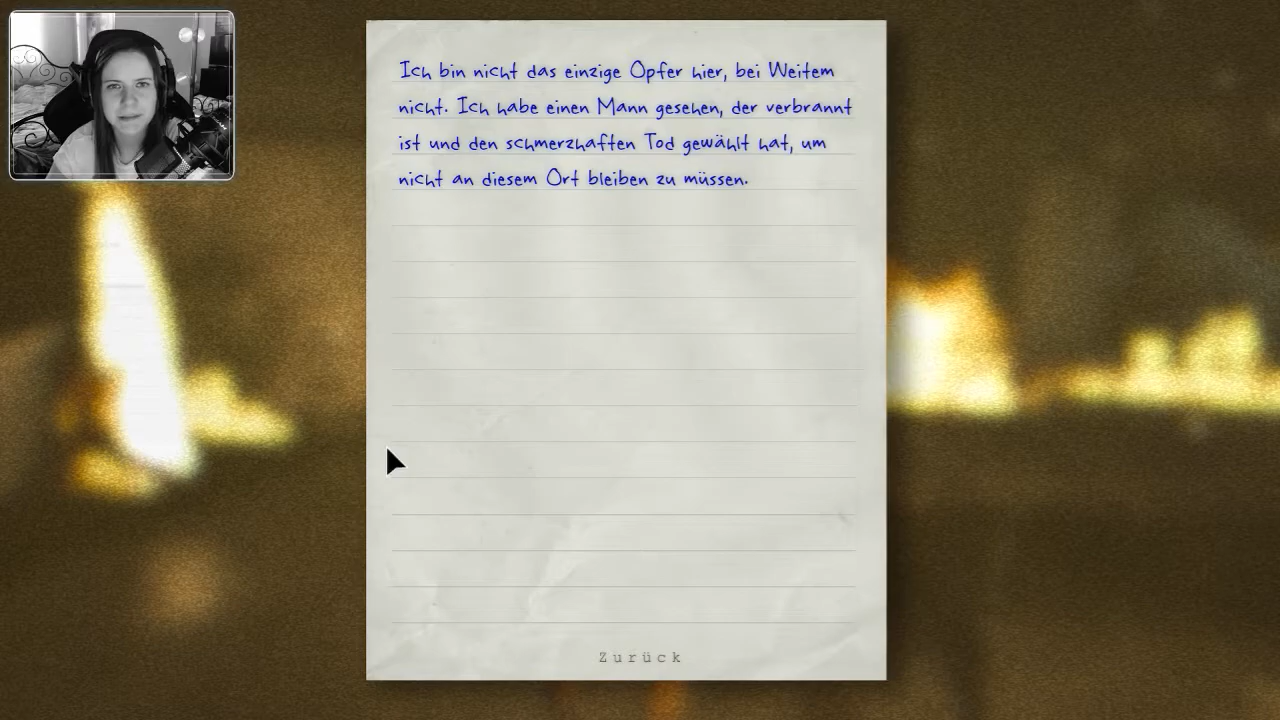 Ich bin nicht das einzige Opfer hier, bei Weitem
nicht. Ich habe einen Mann gesehen, der verbrannt
ist und den schmerzhaften Tod gewählt hat, um
nicht an diesem Ort bleiben zu müssen.
Zurück